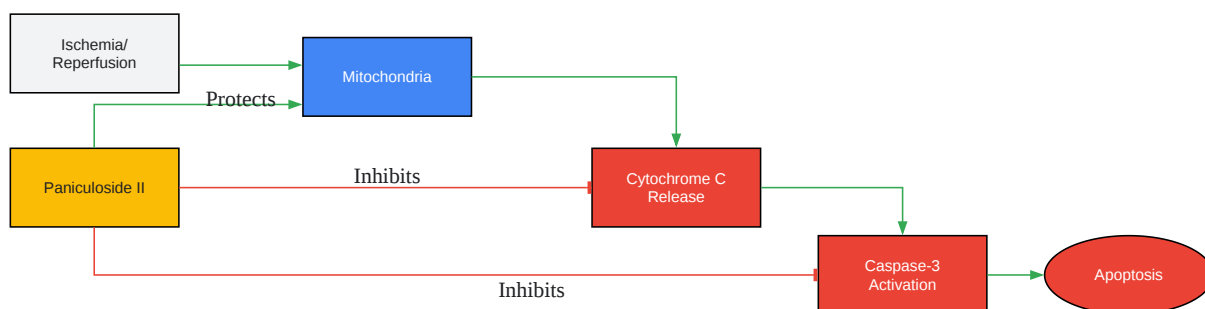 Ischemia/
Reperfusion
Mitochondria
Protects
Paniculoside II
Inhibits
Cytochrome C
Release
Caspase-3
Activation
Apoptosis
Inhibits